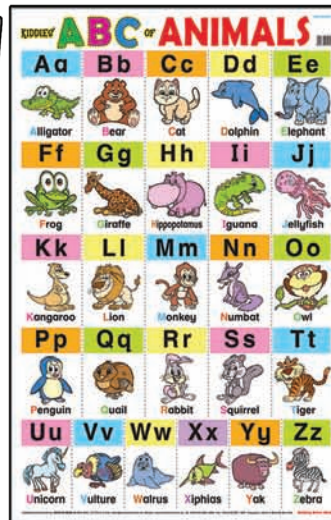 KIDDIES' ABC OF ANIMALS
Aa Bb Cc Dd Ee
Alligator Bear Cat Dolphin Elephant
Ff Gg Hh Ii Jj
Frog Giraffe Hippopotamus Iguana Jellyfish
Kk Ll Mm Nn Oo
Kangaroo Lion Monkey Numbat Owl
Pp Qq Rr Ss Tt
Penguin Quail Rabbit Squirrel Tiger
Uu Vv Ww Xx Yy Zz
Unicorn Vulture Walrus Xiphias Yak Zebra